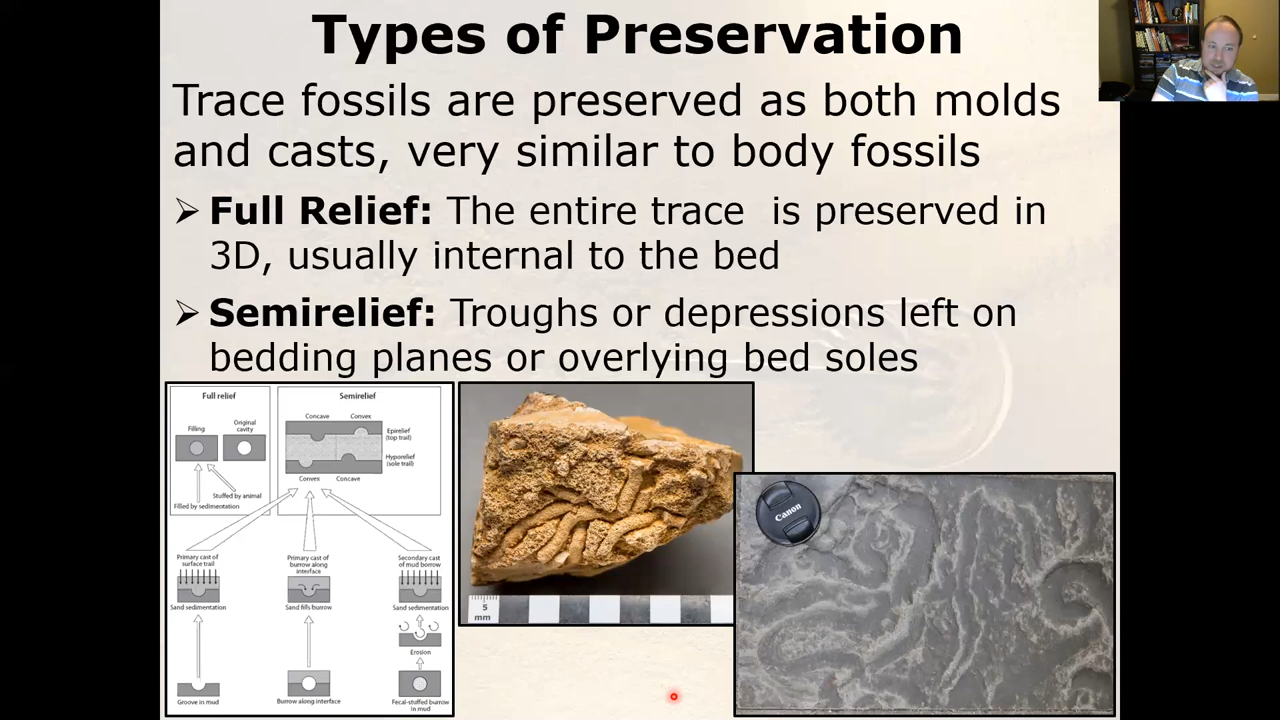 Types of Preservation
Trace fossils are preserved as both molds
and casts, very similar to body fossils
➢ Full Relief: The entire trace  is preserved in
3D, usually internal to the bed
➢ Semirelief: Troughs or depressions left on
bedding planes or overlying bed soles
Full relief
Filling
Original
cavity
Stuffed by animal
Filled by sedimentation
Semirelief
Concave
Convex
Epirelief
(top trail)
Hyporelief
(sole trail)
Convex
Concave
Primary cast of
surface trail
Sand sedimentation
Groove in mud
Primary cast of
burrow along
interface
Sand fills burrow
Burrow along interface
Secondary cast
of mud borrow
Sand sedimentation
Erosion
Fecal-stuffed burrow
in mud
5
mm
Canon